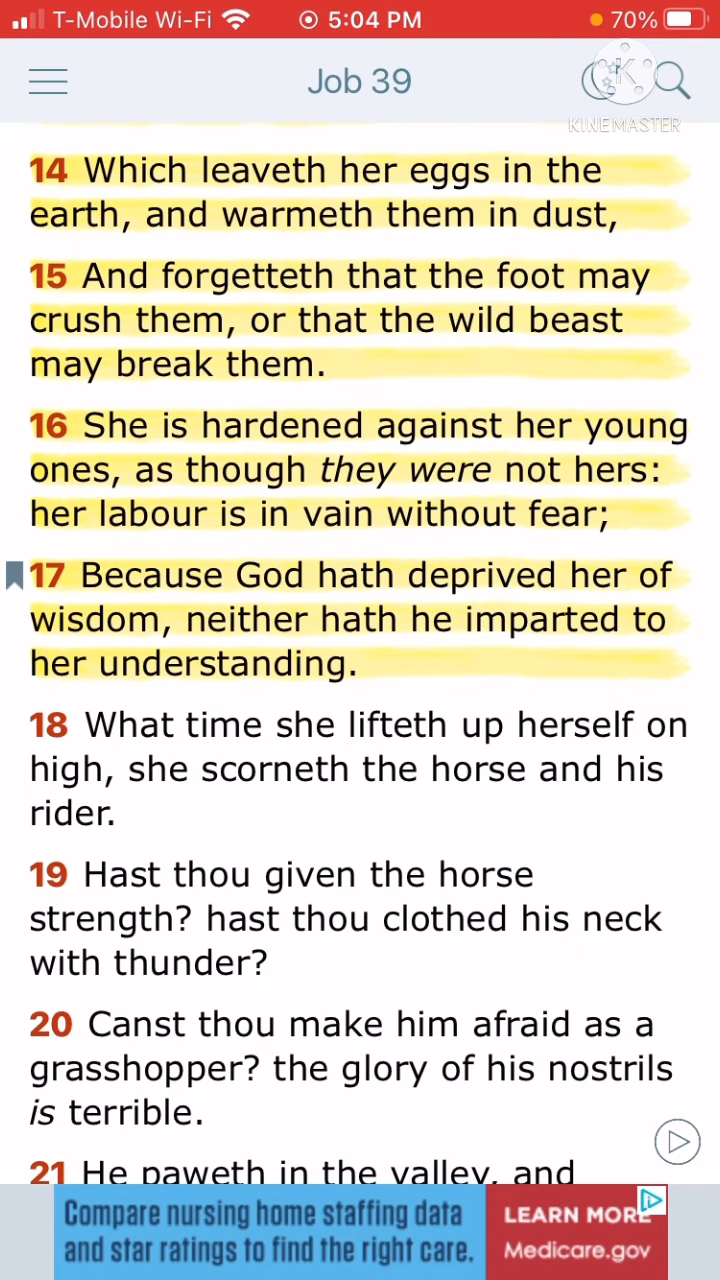 T-Mobile Wi-Fi 5:04 PM 70%
Job 39
KINEMASTER
14 Which leaveth her eggs in the
earth, and warmeth them in dust,
15 And forgetteth that the foot may
crush them, or that the wild beast
may break them.
16 She is hardened against her young
ones, as though they were not hers:
her labour is in vain without fear;
17 Because God hath deprived her of
wisdom, neither hath he imparted to
her understanding.
18 What time she lifteth up herself on
high, she scorneth the horse and his
rider.
19 Hast thou given the horse
strength? hast thou clothed his neck
with thunder?
20 Canst thou make him afraid as a
grasshopper? the glory of his nostrils
is terrible.
21 He paweth in the valley, and
Compare nursing home staffing data
and star ratings to find the right care.
LEARN MORE
Medicare.gov